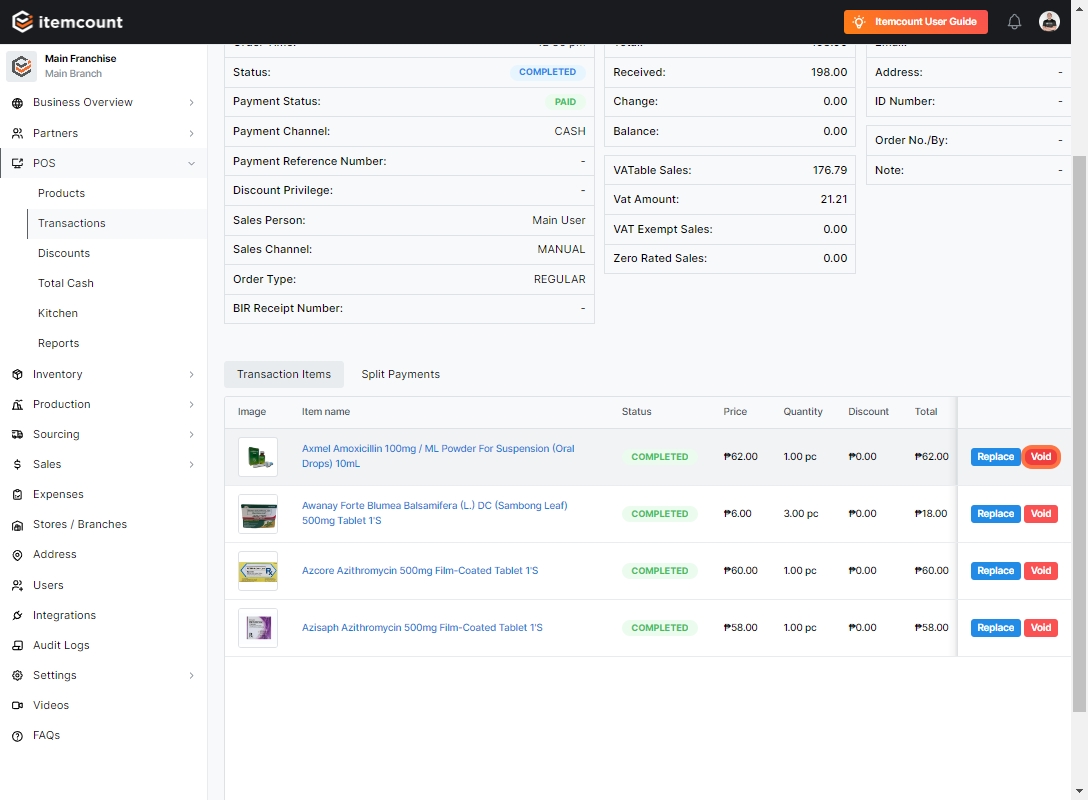 itemcount
Itemcount User Guide
Main Franchise
Main Branch
Business Overview
Partners
POS
Products
Transactions
Discounts
Total Cash
Kitchen
Reports
Inventory
Production
Sourcing
Sales
Expenses
Stores / Branches
Address
Users
Integrations
Audit Logs
Settings
Videos
FAQs
Status: COMPLETED
Payment Status: PAID
Payment Channel: CASH
Payment Reference Number: -
Discount Privilege: -
Sales Person: Main User
Sales Channel: MANUAL
Order Type: REGULAR
BIR Receipt Number: -
Received: 198.00
Change: 0.00
Balance: 0.00
VATable Sales: 176.79
Vat Amount: 21.21
VAT Exempt Sales: 0.00
Zero Rated Sales: 0.00
Address: -
ID Number: -
Order No./By: -
Note: -
Transaction Items Split Payments
Image Item name Status Price Quantity Discount Total
Axmel Amoxicillin 100mg / ML Powder For Suspension (Oral
Drops) 10mL
COMPLETED ₱62.00 1.00 pc ₱0.00 ₱62.00 Replace Void
Awanay Forte Blumea Balsamifera (L.) DC (Sambong Leaf)
500mg Tablet 1'S
COMPLETED ₱6.00 3.00 pc ₱0.00 ₱18.00 Replace Void
Azcore Azithromycin 500mg Film-Coated Tablet 1'S COMPLETED ₱60.00 1.00 pc ₱0.00 ₱60.00 Replace Void
Azisaph Azithromycin 500mg Film-Coated Tablet 1'S COMPLETED ₱58.00 1.00 pc ₱0.00 ₱58.00 Replace Void